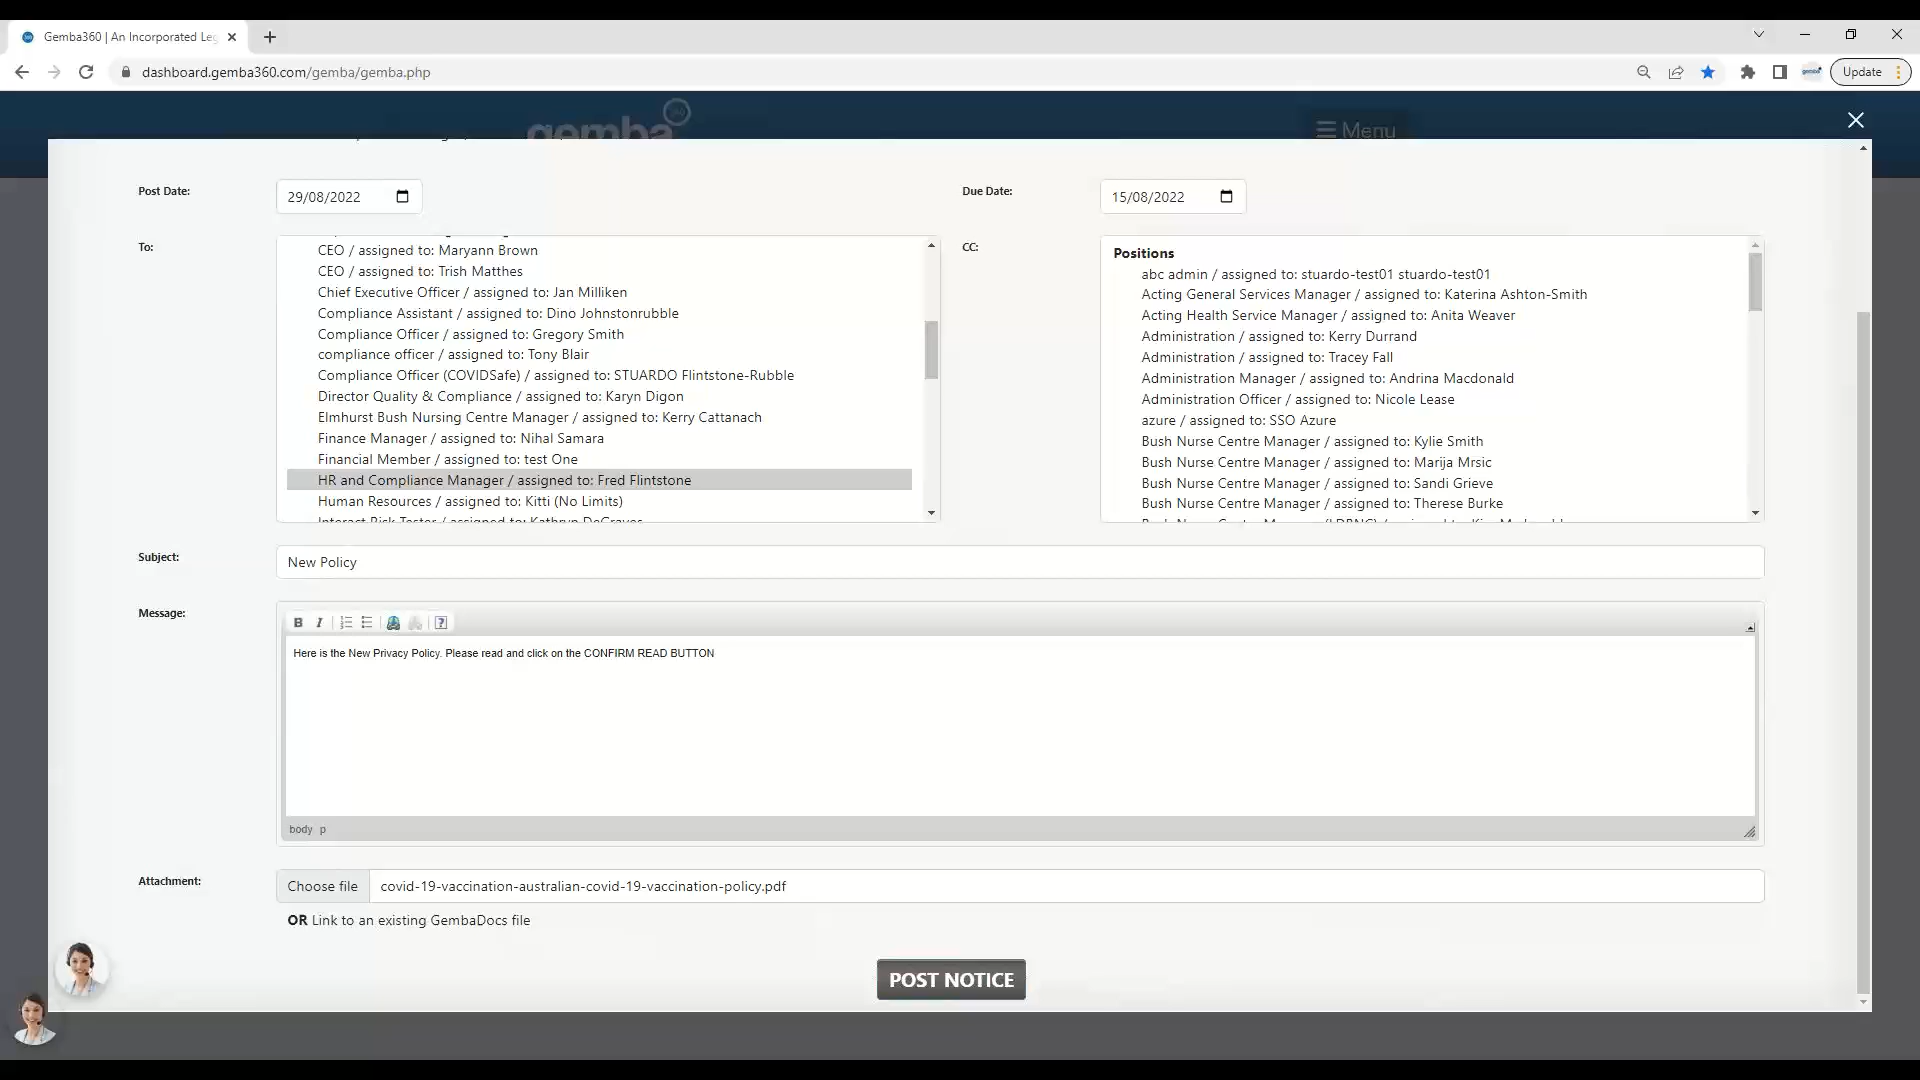 Gemba360 | An Incorporated Leg
dashboard.gemba360.com/gemba/gemba.php
Update
gemba
360
Menu
Post Date:
29/08/2022
Due Date:
15/08/2022
To:
CEO / assigned to: Maryann Brown
CEO / assigned to: Trish Matthes
Chief Executive Officer / assigned to: Jan Milliken
Compliance Assistant / assigned to: Dino Johnstonrubble
Compliance Officer / assigned to: Gregory Smith
compliance officer / assigned to: Tony Blair
Compliance Officer (COVIDSafe) / assigned to: STUARDO Flintstone-Rubble
Director Quality & Compliance / assigned to: Karyn Digon
Elmhurst Bush Nursing Centre Manager / assigned to: Kerry Cattanach
Finance Manager / assigned to: Nihal Samara
Financial Member / assigned to: test One
HR and Compliance Manager / assigned to: Fred Flintstone
Human Resources / assigned to: Kitti (No Limits)
Interact Risk Tester / assigned to: Kathryn DeGraves
CC:
Positions
abc admin / assigned to: stuardo-test01 stuardo-test01
Acting General Services Manager / assigned to: Katerina Ashton-Smith
Acting Health Service Manager / assigned to: Anita Weaver
Administration / assigned to: Kerry Durrand
Administration / assigned to: Tracey Fall
Administration Manager / assigned to: Andrina Macdonald
Administration Officer / assigned to: Nicole Lease
azure / assigned to: SSO Azure
Bush Nurse Centre Manager / assigned to: Kylie Smith
Bush Nurse Centre Manager / assigned to: Marija Mrsic
Bush Nurse Centre Manager / assigned to: Sandi Grieve
Bush Nurse Centre Manager / assigned to: Therese Burke
Subject:
New Policy
Message:
B I
Here is the New Privacy Policy. Please read and click on the CONFIRM READ BUTTON
body p
Attachment:
Choose file covid-19-vaccination-australian-covid-19-vaccination-policy.pdf
OR Link to an existing GembaDocs file
POST NOTICE